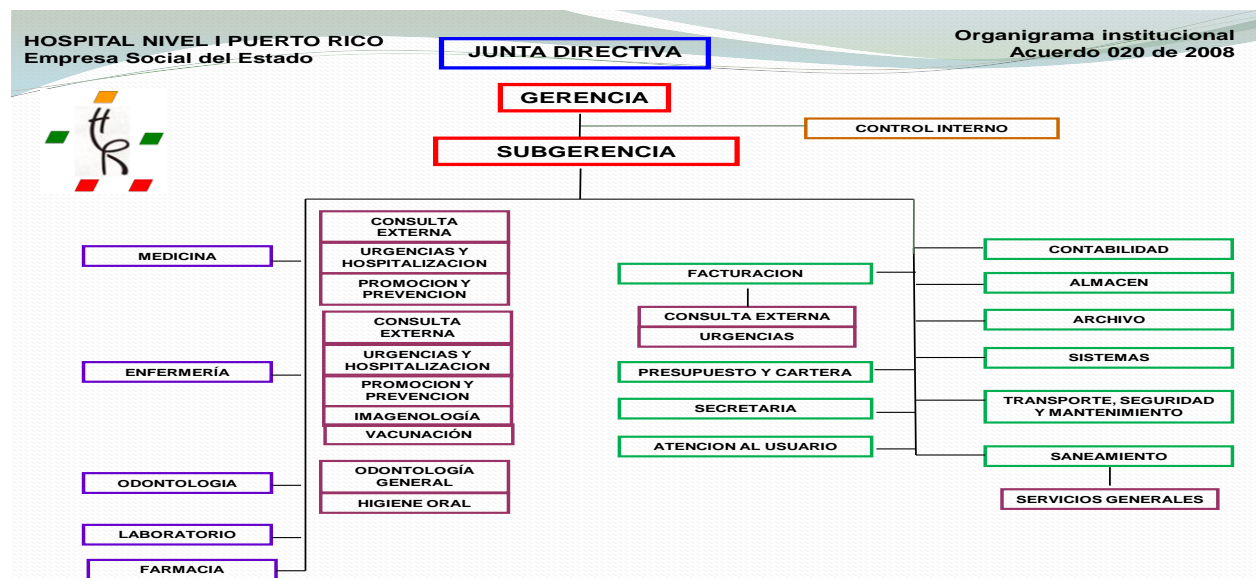 HOSPITAL NIVEL I PUERTO RICO
Empresa Social del Estado
JUNTA DIRECTIVA
Organigrama institucional
Acuerdo 020 de 2008
GERENCIA
CONTROL INTERNO
SUBGERENCIA
HR
MEDICINA
CONSULTA
EXTERNA
URGENCIAS Y
HOSPITALIZACION
PROMOCION Y
PREVENCION
ENFERMERÍA
CONSULTA
EXTERNA
URGENCIAS Y
HOSPITALIZACION
PROMOCION Y
PREVENCION
IMAGENOLOGÍA
VACUNACIÓN
ODONTOLOGIA
ODONTOLOGÍA
GENERAL
HIGIENE ORAL
LABORATORIO
FARMACIA
FACTURACION
CONSULTA EXTERNA
URGENCIAS
PRESUPUESTO Y CARTERA
SECRETARIA
ATENCION AL USUARIO
CONTABILIDAD
ALMACEN
ARCHIVO
SISTEMAS
TRANSPORTE, SEGURIDAD
Y MANTENIMIENTO
SANEAMIENTO
SERVICIOS GENERALES